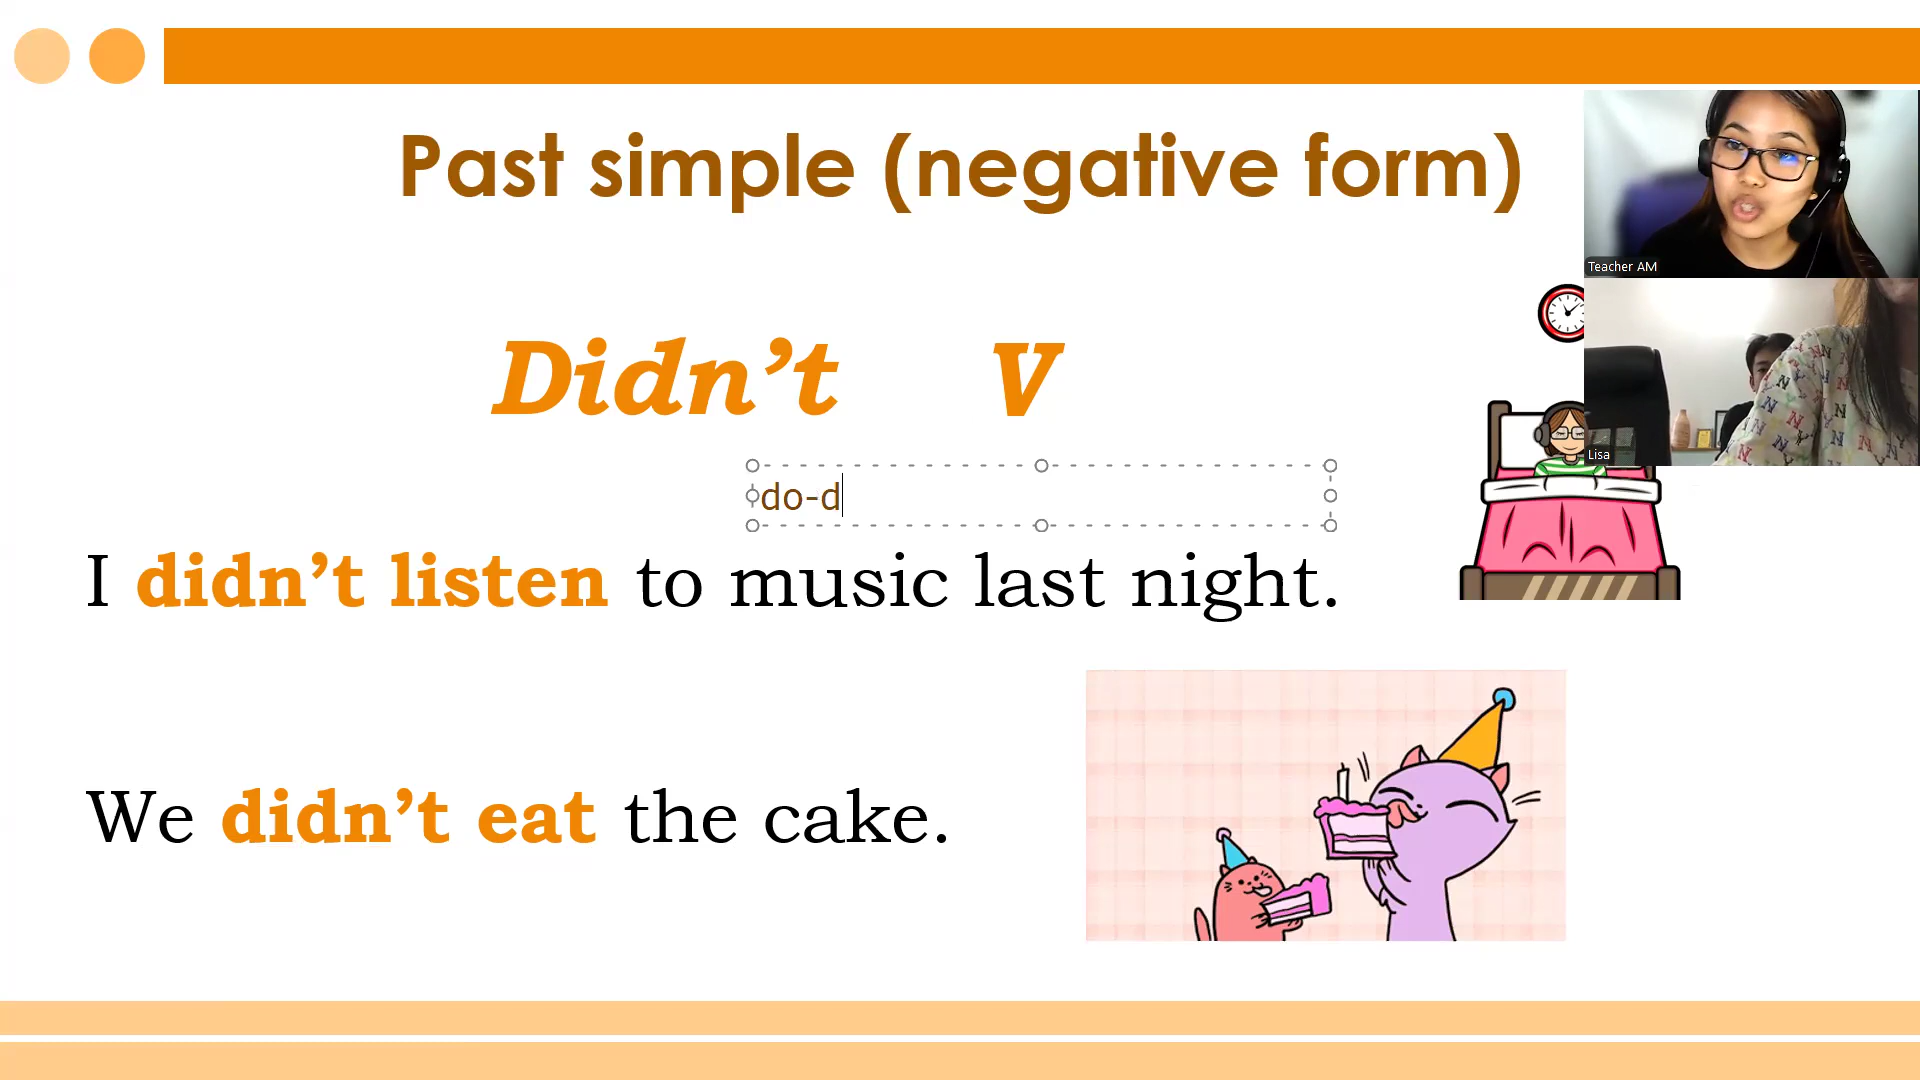 Past simple (negative form)
Teacher AM
Didn't V
Lisa
do-d
I didn't listen to music last night.
We didn't eat the cake.